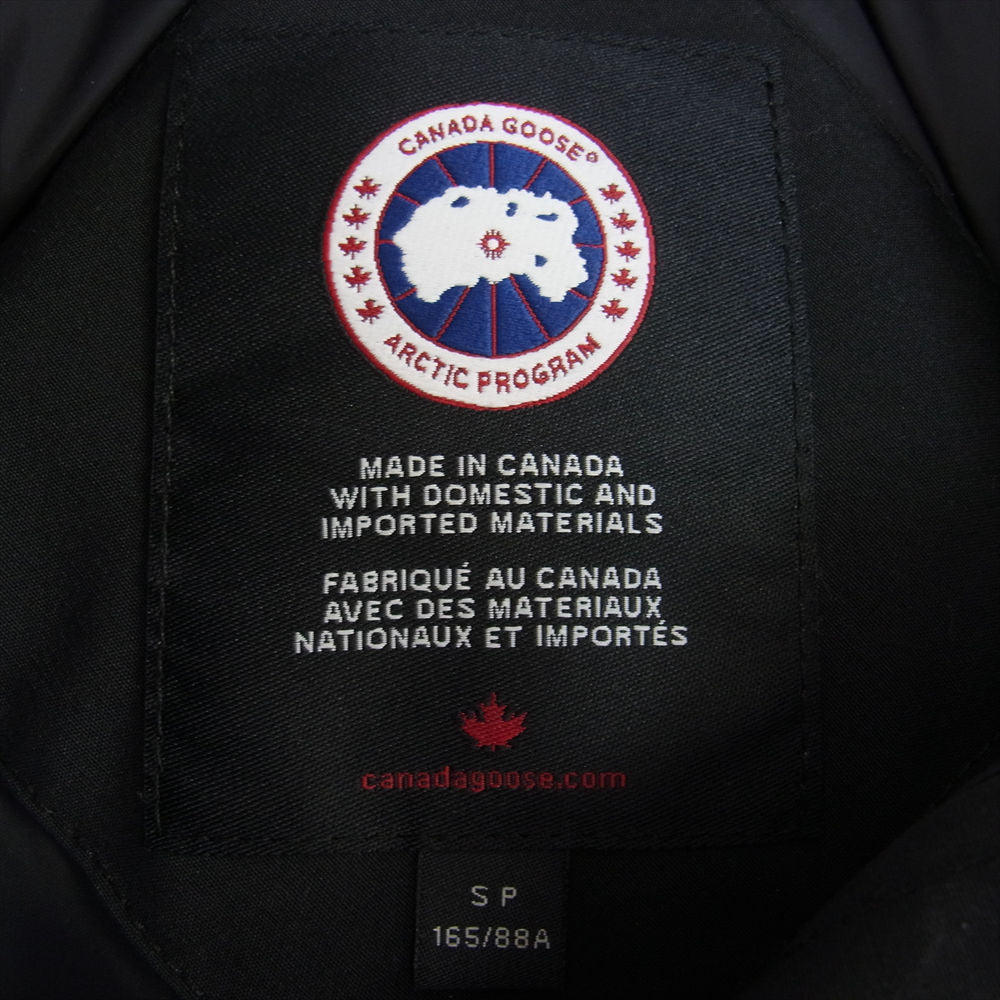 CANADA GOOSE®
ARCTIC PROGRAM
MADE IN CANADA
WITH DOMESTIC AND
IMPORTED MATERIALS
FABRIQUÉ AU CANADA
AVEC DES MATERIAUX
NATIONAUX ET IMPORTÉS
canadagoose.com
S P
165/88A